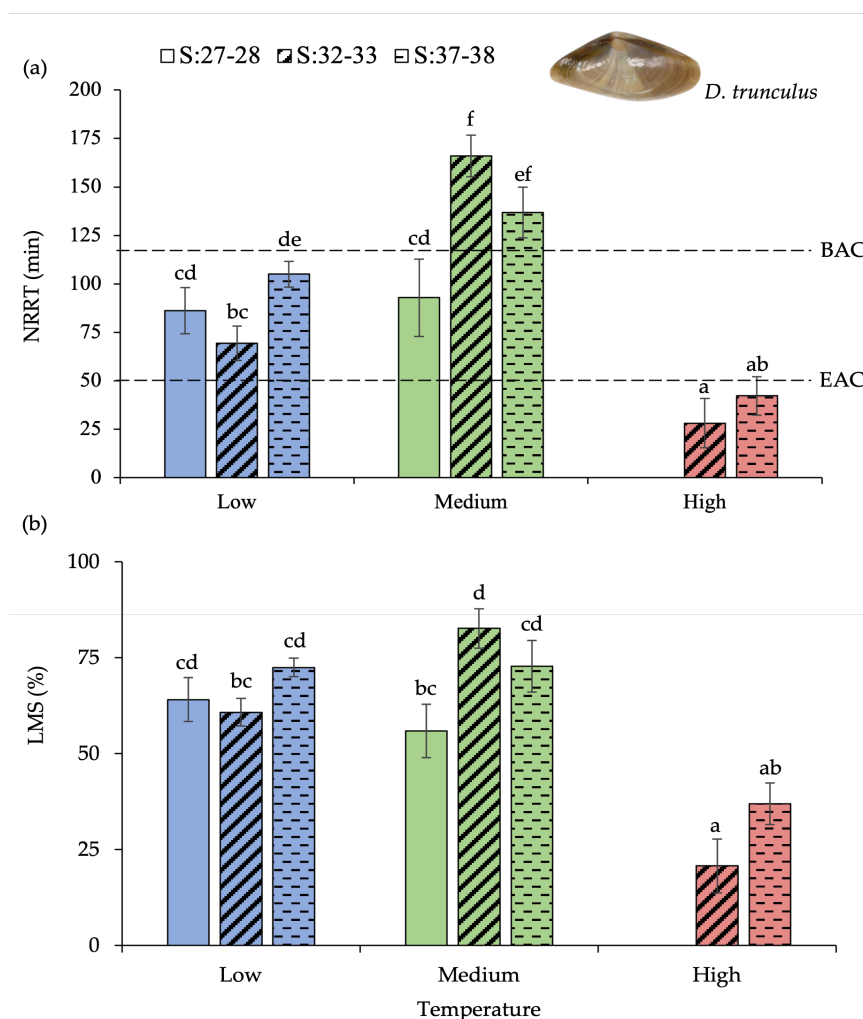 S:27-28 S:32-33 S:37-38
(a)
D. trunculus
200
175
150
125
100
75
50
25
0
NRRT (min)
cd
bc
de
cd
f
ef
a
ab
BAC
EAC
Low Medium High
(b)
100
75
50
25
0
LMS (%)
cd
bc
cd
bc
d
cd
a
ab
Low Medium High
Temperature